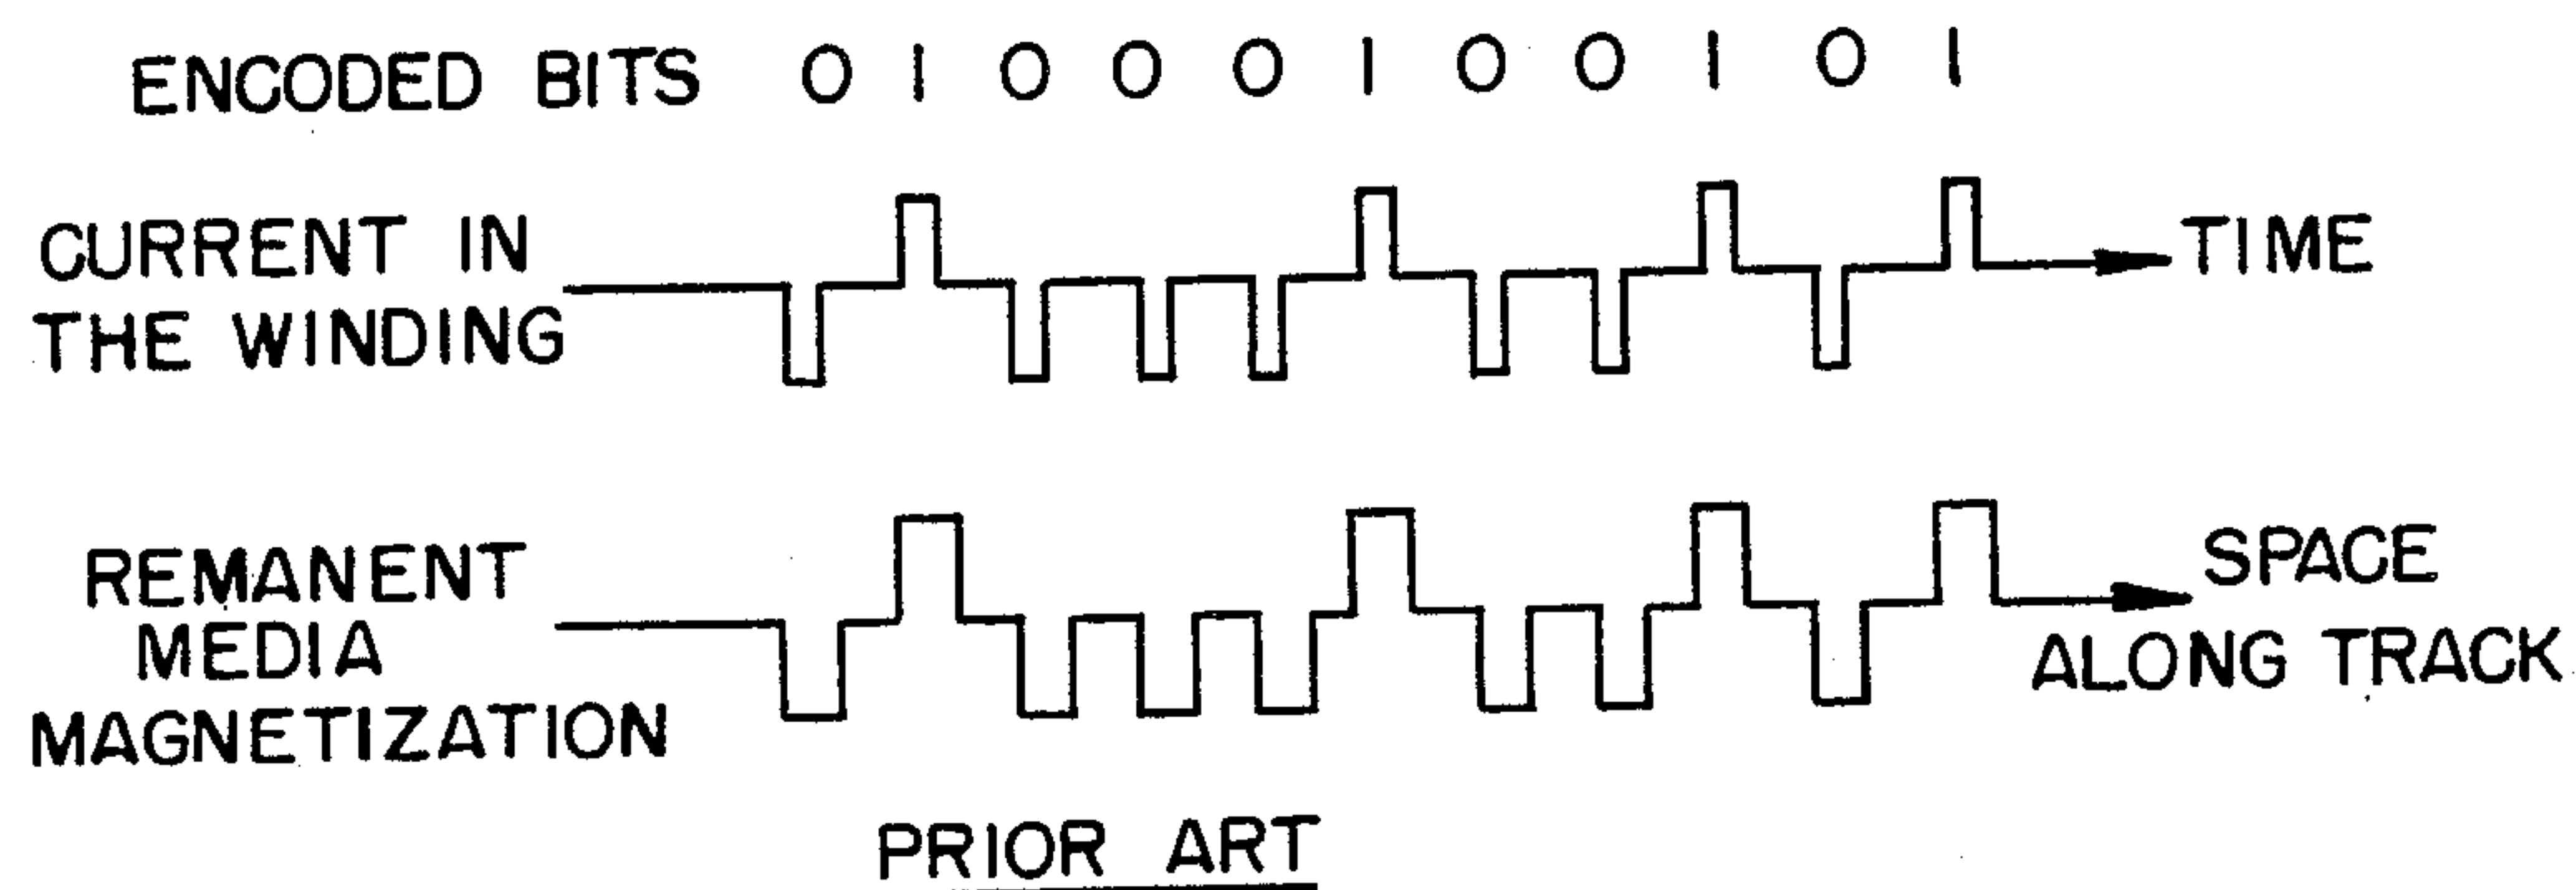 ENCODED BITS 0 1 0 0 0 1 0 0 1 0 1
CURRENT IN
THE WINDING
TIME
REMANENT
MEDIA
MAGNETIZATION
SPACE
ALONG TRACK
PRIOR ART